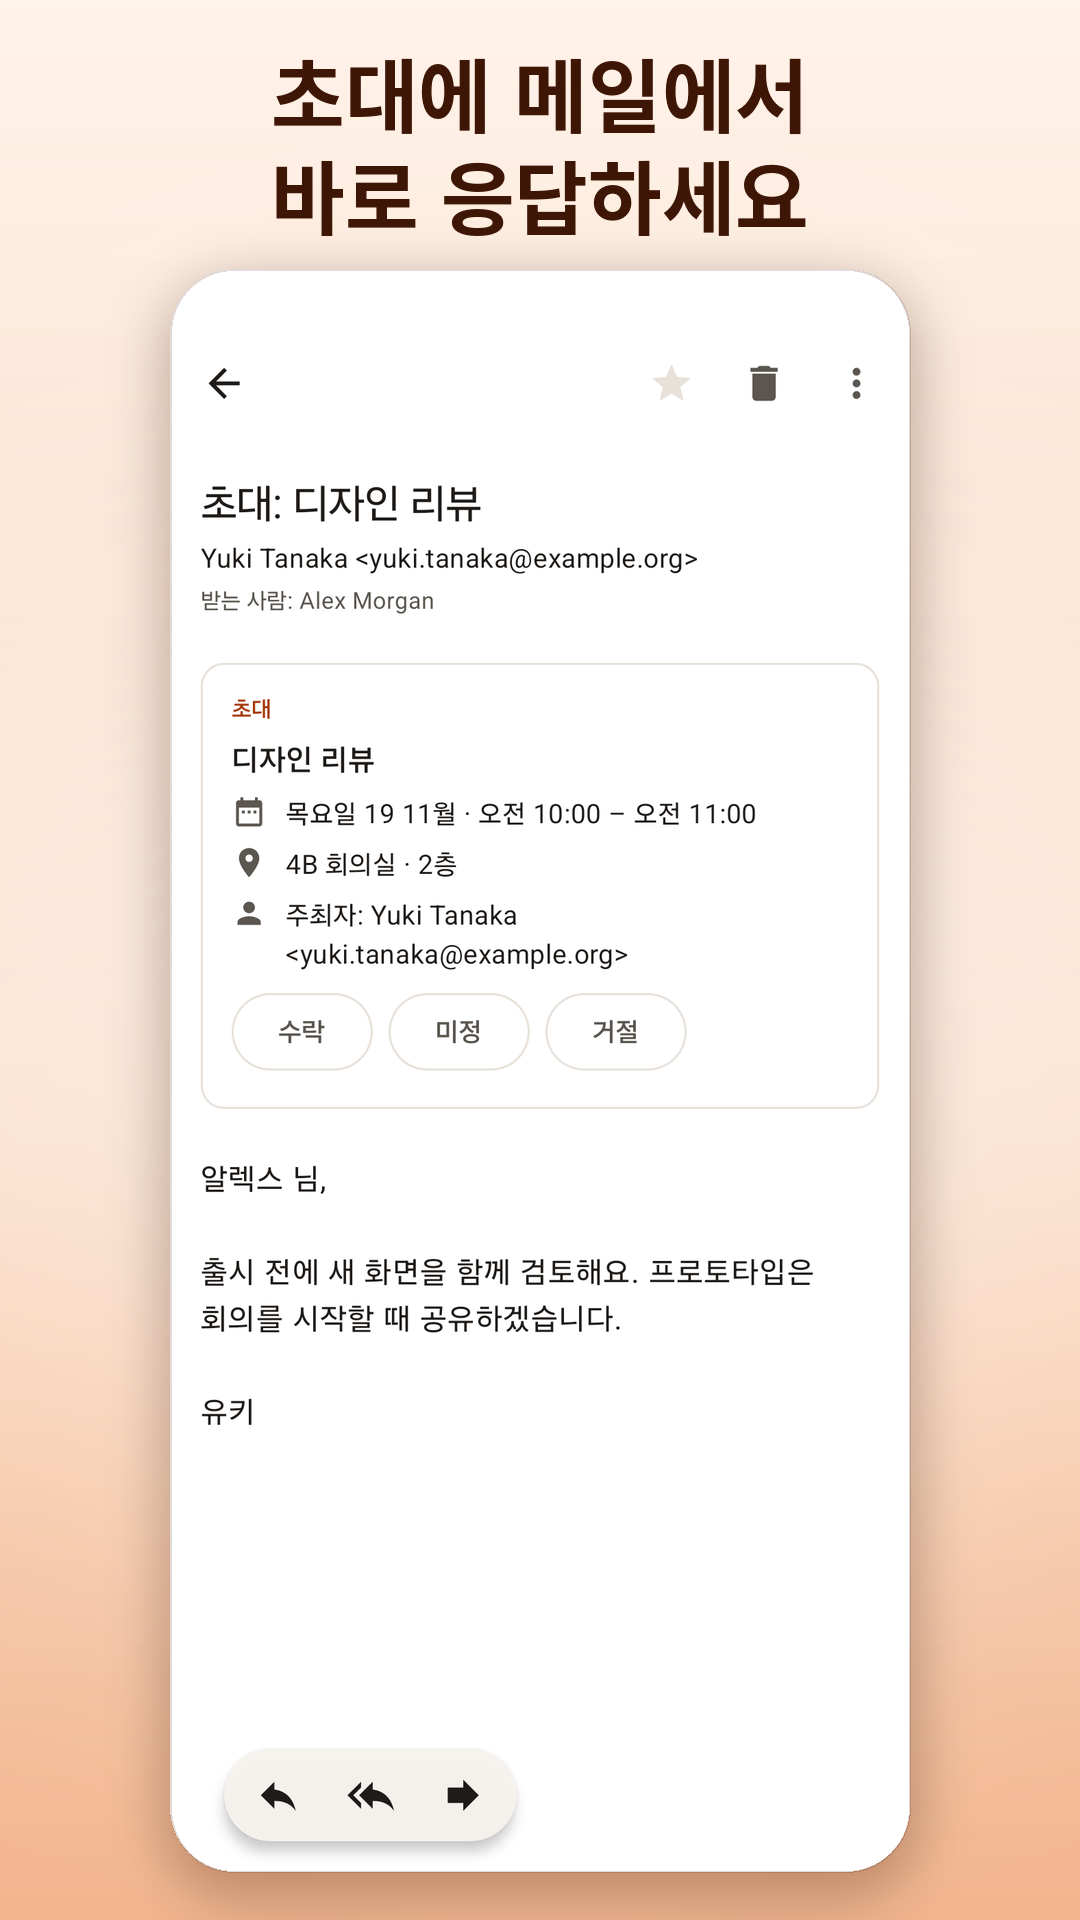 초대에 메일에서
바로 응답하세요
초대: 디자인 리뷰
Yuki Tanaka <yuki.tanaka@example.org>
받는 사람: Alex Morgan
초대
디자인 리뷰
목요일 19 11월 · 오전 10:00 – 오전 11:00
4B 회의실 · 2층
주최자: Yuki Tanaka
<yuki.tanaka@example.org>
수락 미정 거절
알렉스 님,
출시 전에 새 화면을 함께 검토해요. 프로토타입은
회의를 시작할 때 공유하겠습니다.
유키